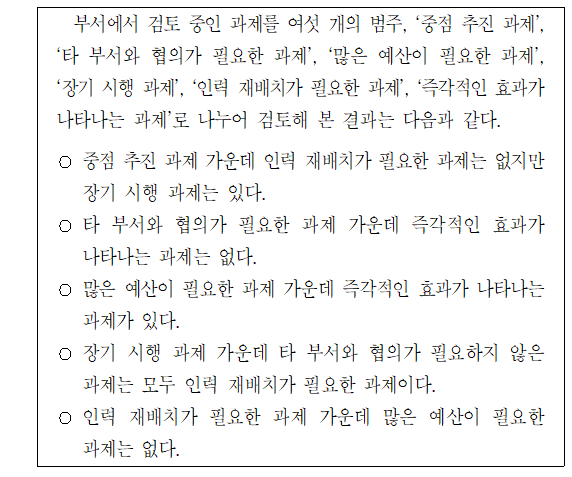 부서에서 검토 중인 과제를 여섯 개의 범주, ‘중점 추진 과제’,
‘타 부서와 협의가 필요한 과제’, ‘많은 예산이 필요한 과제’,
‘장기 시행 과제’, ‘인력 재배치가 필요한 과제’, ‘즉각적인 효과가
나타나는 과제’로 나누어 검토해 본 결과는 다음과 같다.
○ 중점 추진 과제 가운데 인력 재배치가 필요한 과제는 없지만
장기 시행 과제는 있다.
○ 타 부서와 협의가 필요한 과제 가운데 즉각적인 효과가
나타나는 과제는 없다.
○ 많은 예산이 필요한 과제 가운데 즉각적인 효과가 나타나는
과제가 있다.
○ 장기 시행 과제 가운데 타 부서와 협의가 필요하지 않은
과제는 모두 인력 재배치가 필요한 과제이다.
○ 인력 재배치가 필요한 과제 가운데 많은 예산이 필요한
과제는 없다.